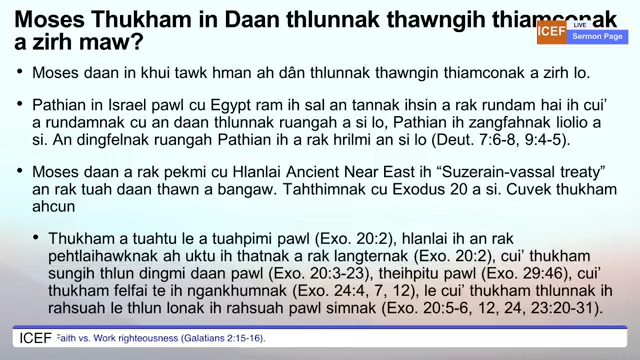 Moses Thukham in Daan thlunnak thawngih thiamconak
a zirh maw?
ICEF
LIVE
Sermon Page
• Moses daan in khui tawk hman ah dân thlunnak thawngin thiamconak a zirh lo.
• Pathian in Israel pawl cu Egypt ram ih sal an tannak ihsin a rak rundam hai ih cui’
a rundamnak cu an daan thlunnak ruangah a si lo, Pathian ih zangfahnak liolio a
si. An dingfelnak ruangah Pathian ih a rak hrilmi an si lo (Deut. 7:6-8, 9:4-5).
• Moses daan a rak pekmi cu Hlanlai Ancient Near East ih “Suzerain-vassal treaty”
an rak tuah daan thawn a bangaw. Tahthimnak cu Exodus 20 a si. Cuvek thukham
ahcun
• Thukham a tuahtu le a tuahpimi pawl (Exo. 20:2), hlanlai ih an rak
pehtlaihawknak ah uktu ih thatnak a rak langternak (Exo. 20:2), cui’ thukham
sungih thlun dingmi daan pawl (Exo. 20:3-23), theihpitu pawl (Exo. 29:46), cui’
thukham felfai te ih ngankhumnak (Exo. 24:4, 7, 12), le cui’ thukham thlunnak ih
rahsuah le thlun lonak ih rahsuah pawl simnak (Exo. 20:5-6, 12, 24, 23:20-31).
ICEF Faith vs. Work righteousness (Galatians 2:15-16).